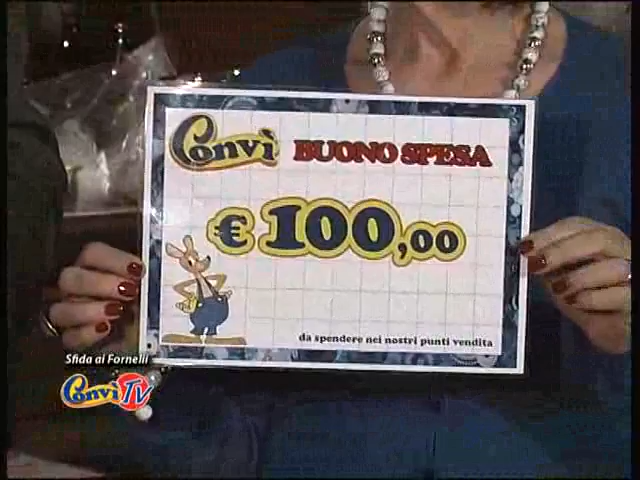 Convì BUONO SPESA
€ 100,00
da spendere nei nostri punti vendita
Sfida ai Fornelli
Convì TV